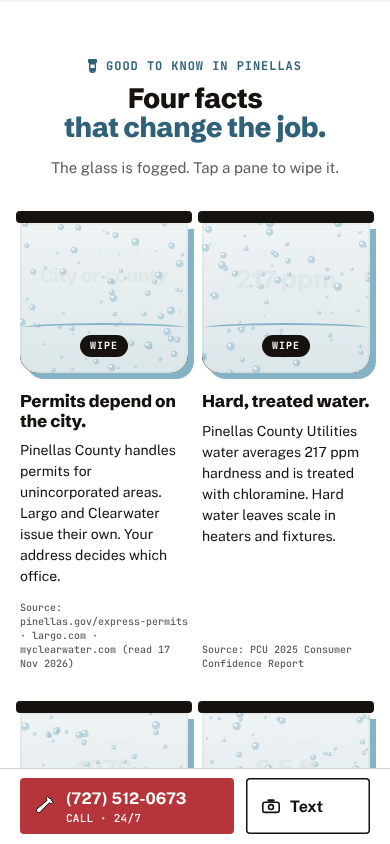 GOOD TO KNOW IN PINELLAS
Four facts
that change the job.
The glass is fogged. Tap a pane to wipe it.
City or county
217 ppm
WIPE
WIPE
Permits depend on
the city.
Pinellas County handles
permits for
unincorporated areas.
Largo and Clearwater
issue their own. Your
address decides which
office.
Source:
pinellas.gov/express-permits
· largo.com ·
myclearwater.com (read 17
Nov 2026)
Hard, treated water.
Pinellas County Utilities
water averages 217 ppm
hardness and is treated
with chloramine. Hard
water leaves scale in
heaters and fixtures.
Source: PCU 2025 Consumer
Confidence Report
(727) 512-0673
CALL · 24/7
Text